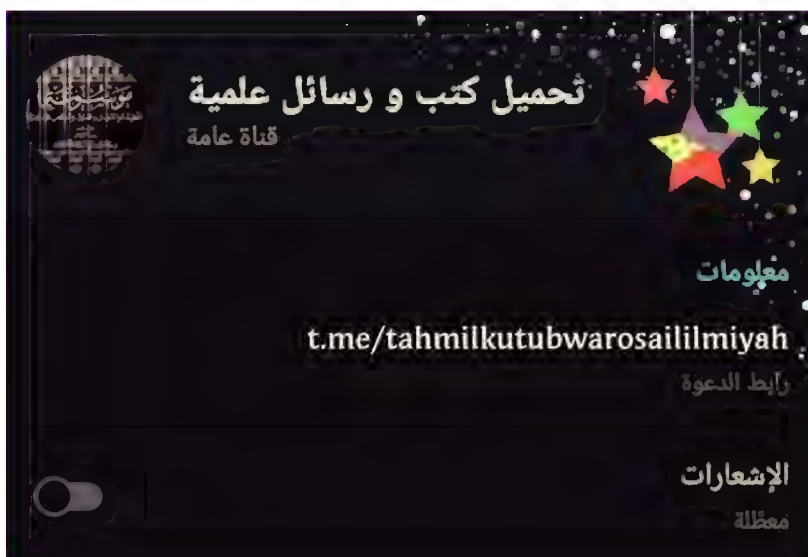 تحميل كتب و رسائل علمية
قناة عامة
معلومات
t.me/tahmilkutubwarosaililmiyah
رابط الدعوة
الإشعارات
معطلة